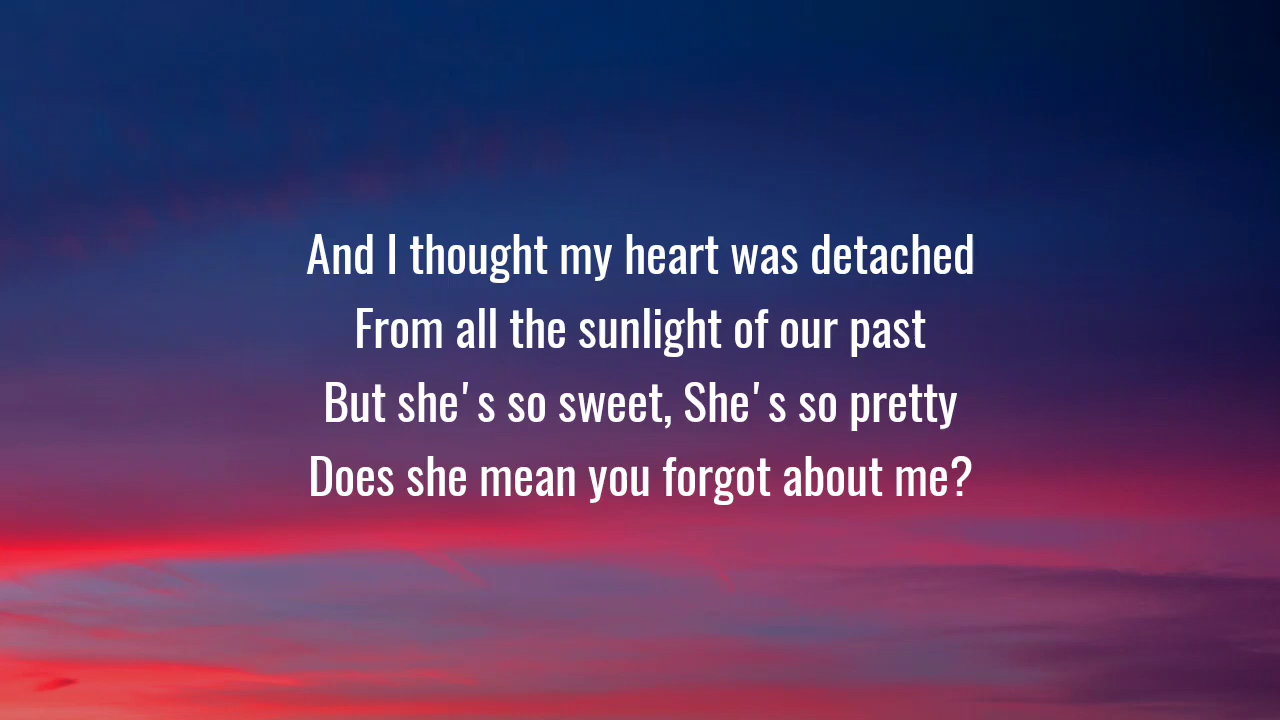 And I thought my heart was detached
From all the sunlight of our past
But she's so sweet, She's so pretty
Does she mean you forgot about me?